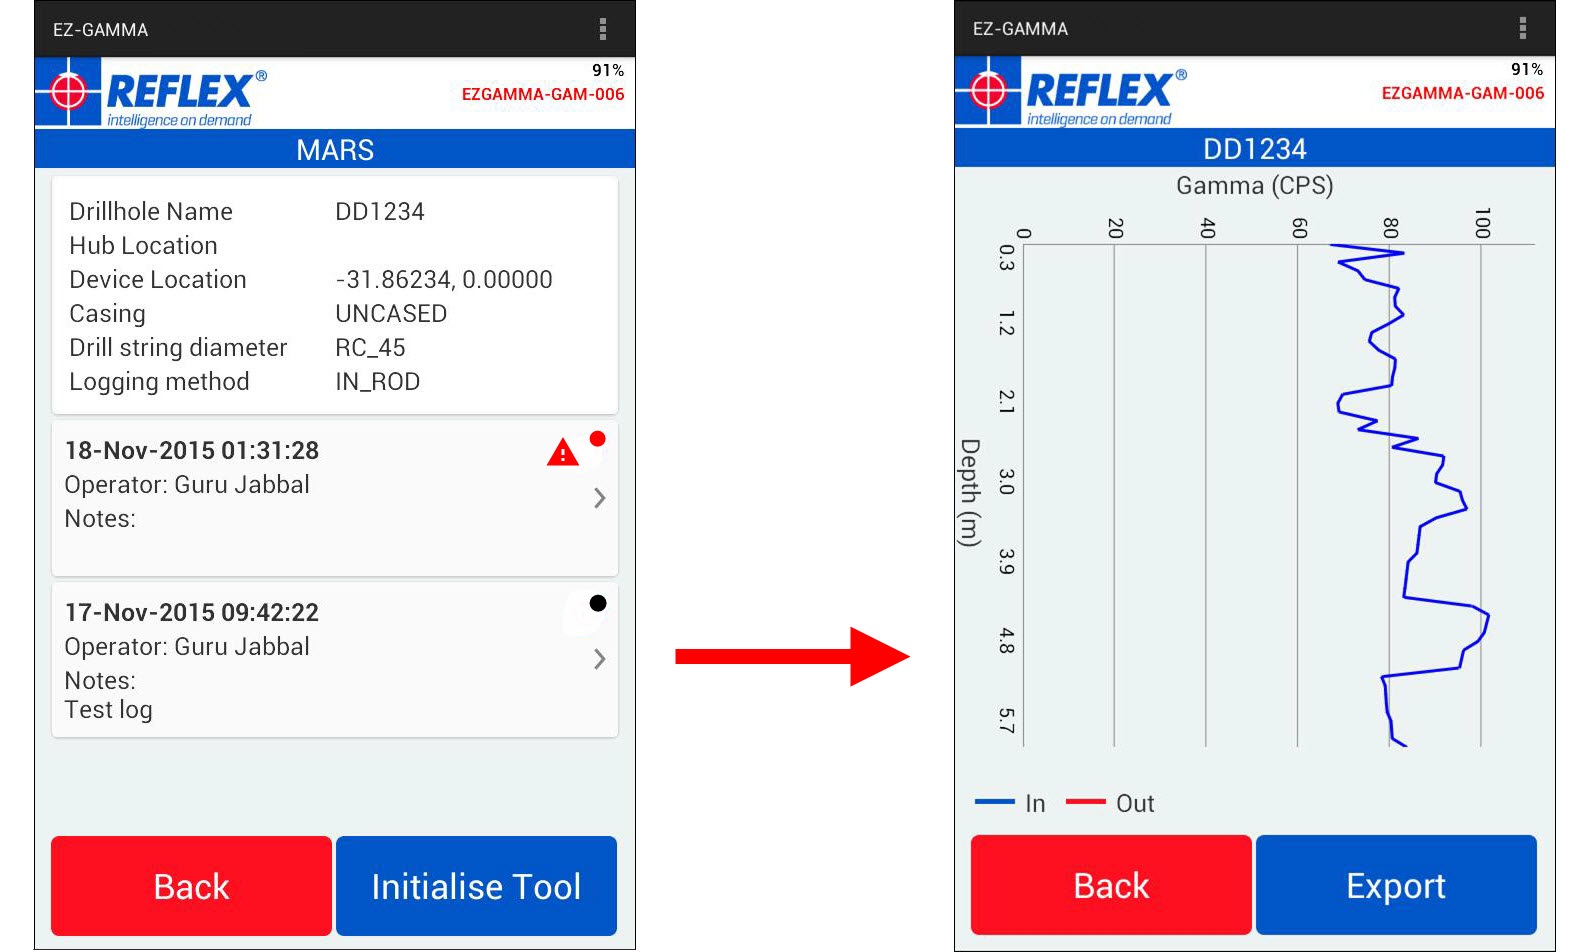 EZ-GAMMA
REFLEX®
intelligence on demand
91%
EZGAMMA-GAM-006
MARS
Drillhole Name DD1234
Hub Location
Device Location -31.86234, 0.00000
Casing UNCASED
Drill string diameter RC_45
Logging method IN_ROD
18-Nov-2015 01:31:28
Operator: Guru Jabbal
Notes:
17-Nov-2015 09:42:22
Operator: Guru Jabbal
Notes:
Test log
Back
Initialise Tool
EZ-GAMMA
REFLEX®
intelligence on demand
91%
EZGAMMA-GAM-006
DD1234
Gamma (CPS)
0 20 40 60 80 100
Depth (m)
0.3
1.2
2.1
3.0
3.9
4.8
5.7
In Out
Back
Export